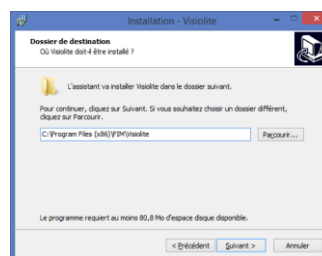 Installation - Visiolite
Dossier de destination
Où Visiolite doit-il être installé ?
L'assistant va installer Visiolite dans le dossier suivant.
Pour continuer, cliquez sur Suivant. Si vous souhaitez choisir un dossier différent,
cliquez sur Parcourir.
C:\Program Files (x86)\FIM\Visiolite
Parcourir...
Le programme requiert au moins 80,8 Mo d'espace disque disponible.
< Précédent Suivant > Annuler